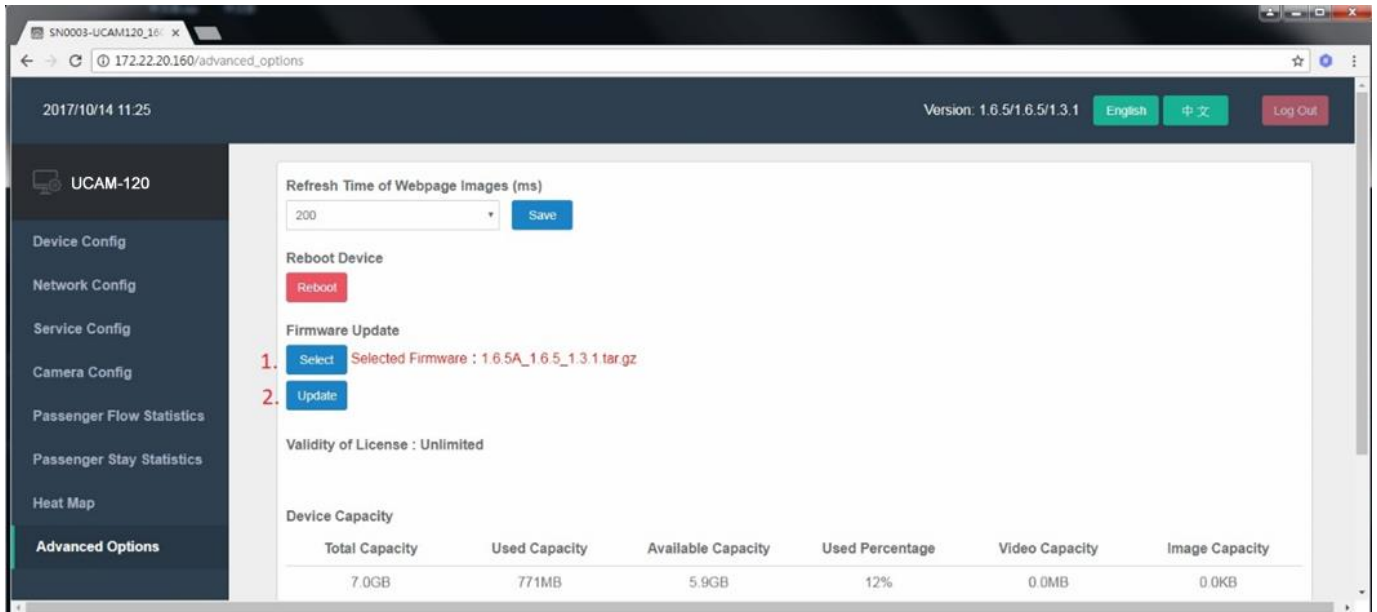 SN0003-UCAM120_16
172.22.20.160/advanced_options
2017/10/14 11:25
Version: 1.6.5/1.6.5/1.3.1
English
中文
Log Out
UCAM-120
Device Config
Network Config
Service Config
Camera Config
Passenger Flow Statistics
Passenger Stay Statistics
Heat Map
Advanced Options
Refresh Time of Webpage Images (ms)
200
Save
Reboot Device
Reboot
Firmware Update
1. Select Selected Firmware : 1.6.5A_1.6.5_1.3.1.tar.gz
2. Update
Validity of License : Unlimited
Device Capacity
Total Capacity Used Capacity Available Capacity Used Percentage Video Capacity Image Capacity
7.0GB 771MB 5.9GB 12% 0.0MB 0.0KB